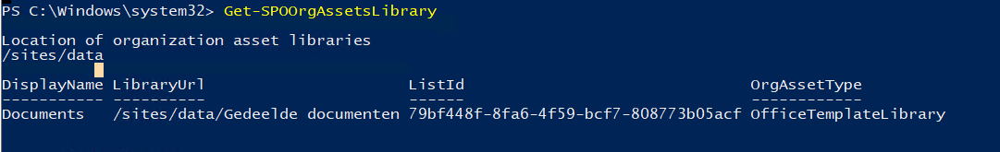 PS C:\Windows\system32> Get-SPOOrgAssetsLibrary
Location of organization asset libraries
/sites/data
DisplayName LibraryUrl ListId OrgAssetType
----------- ---------- ------ ------------
Documents /sites/data/Gedeelde documenten 79bf448f-8fa6-4f59-bcf7-808773b05acf OfficeTemplateLibrary